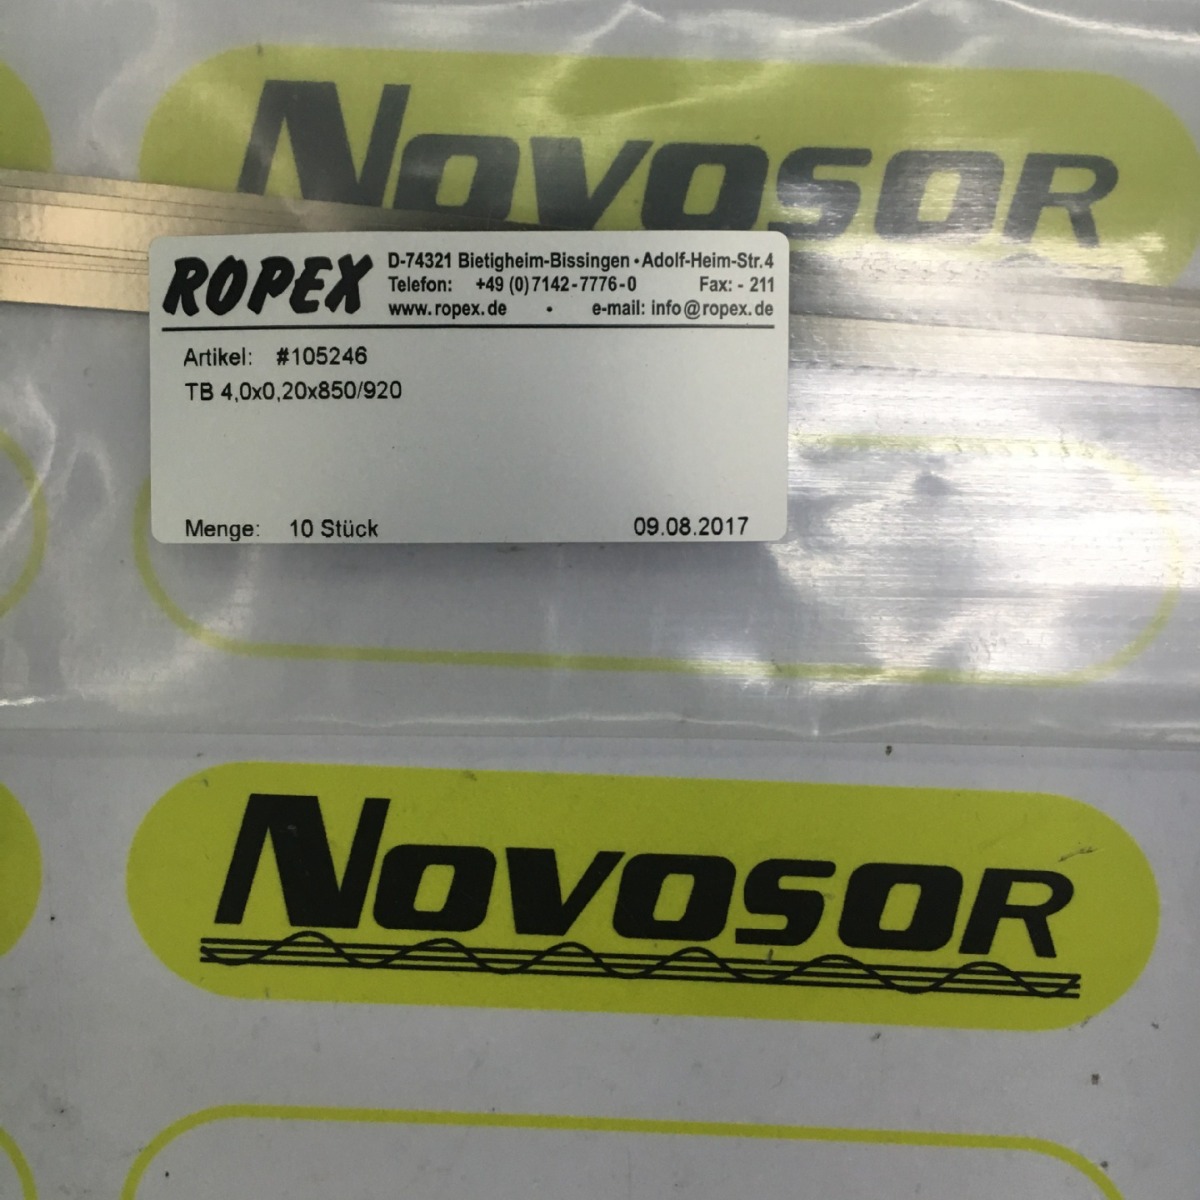 NOVOSOR
ROPEX
D-74321 Bietigheim-Bissingen • Adolf-Heim-Str. 4
Telefon: +49 (0) 7142-7776-0 Fax: - 211
www.ropex.de • e-mail: info@ropex.de
Artikel: #105246
TB 4,0x0,20x850/920
Menge: 10 Stück 09.08.2017
NOVOSOR